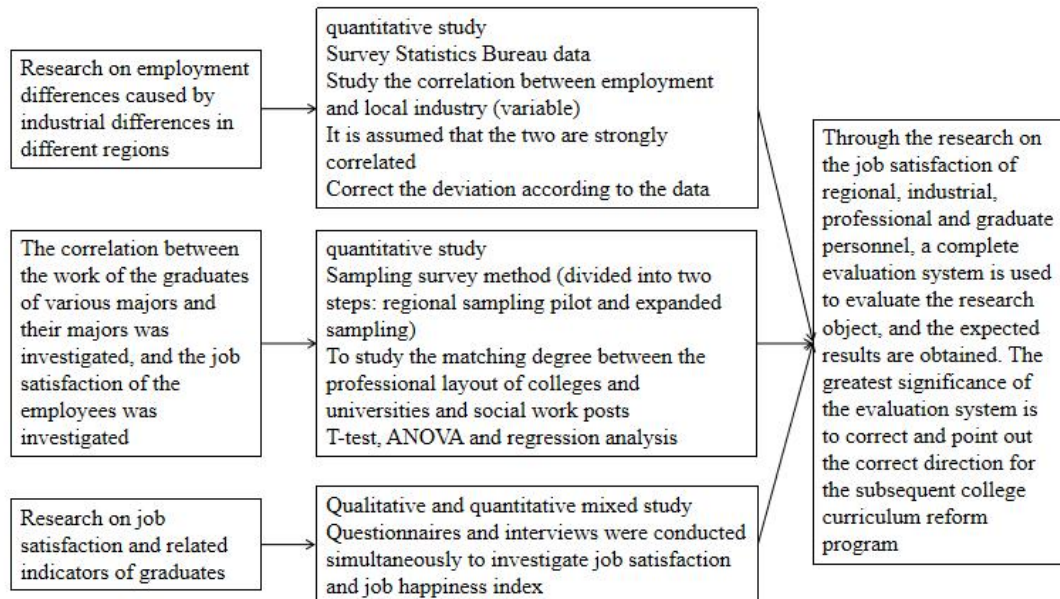 Research on employment
differences caused by
industrial differences in
different regions
quantitative study
Survey Statistics Bureau data
Study the correlation between employment
and local industry (variable)
It is assumed that the two are strongly
correlated
Correct the deviation according to the data
The correlation between
the work of the graduates
of various majors and
their majors was
investigated, and the job
satisfaction of the
employees was
investigated
quantitative study
Sampling survey method (divided into two
steps: regional sampling pilot and expanded
sampling)
To study the matching degree between the
professional layout of colleges and
universities and social work posts
T-test, ANOVA and regression analysis
Research on job
satisfaction and related
indicators of graduates
Qualitative and quantitative mixed study
Questionnaires and interviews were conducted
simultaneously to investigate job satisfaction
and job happiness index
Through the research on
the job satisfaction of
regional, industrial,
professional and graduate
personnel, a complete
evaluation system is used
to evaluate the research
object, and the expected
results are obtained. The
greatest significance of
the evaluation system is
to correct and point out
the correct direction for
the subsequent college
curriculum reform
program